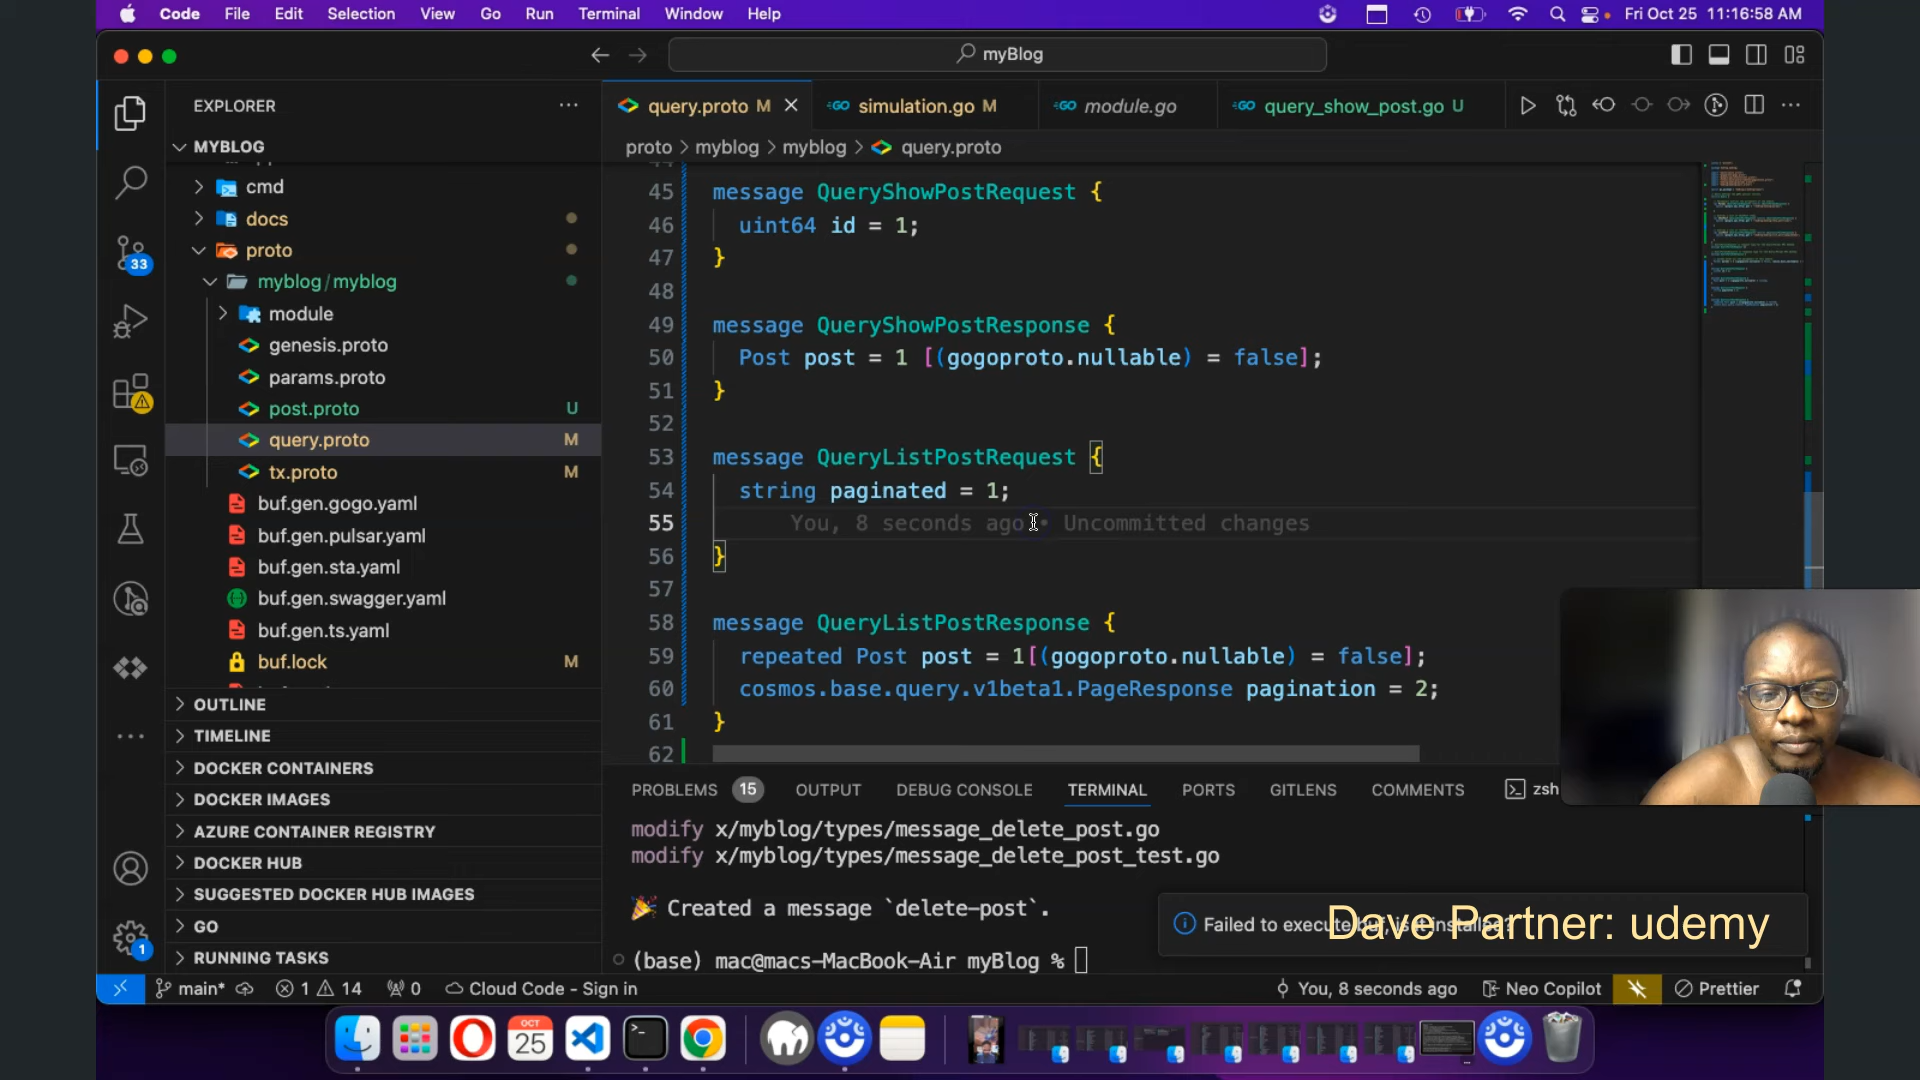 Code File Edit Selection View Go Run Terminal Window Help Fri Oct 25 11:16:58 AM
myBlog
EXPLORER
MYBLOG
cmd
docs
proto
myblog/myblog
module
genesis.proto
params.proto
post.proto U
query.proto M
tx.proto M
buf.gen.gogo.yaml
buf.gen.pulsar.yaml
buf.gen.sta.yaml
buf.gen.swagger.yaml
buf.gen.ts.yaml
buf.lock M
OUTLINE
TIMELINE
DOCKER CONTAINERS
DOCKER IMAGES
AZURE CONTAINER REGISTRY
DOCKER HUB
SUGGESTED DOCKER HUB IMAGES
GO
RUNNING TASKS
33
1
query.proto M simulation.go M module.go query_show_post.go U
proto > myblog > myblog > query.proto
45 message QueryShowPostRequest {
46 uint64 id = 1;
47 }
48
49 message QueryShowPostResponse {
50 Post post = 1 [(gogoproto.nullable) = false];
51 }
52
53 message QueryListPostRequest {
54 string paginated = 1;
55 You, 8 seconds ago • Uncommitted changes
56 }
57
58 message QueryListPostResponse {
59 repeated Post post = 1[(gogoproto.nullable) = false];
60 cosmos.base.query.v1beta1.PageResponse pagination = 2;
61 }
62
PROBLEMS 15 OUTPUT DEBUG CONSOLE TERMINAL PORTS GITLENS COMMENTS zsh
modify x/myblog/types/message_delete_post.go
modify x/myblog/types/message_delete_post_test.go
🎉 Created a message `delete-post`.
(base) mac@macs-MacBook-Air myBlog %
Failed to execute buf,
Dave Partner: udemy
main* 1 14 0 Cloud Code - Sign in You, 8 seconds ago Neo Copilot Prettier
OCT
25